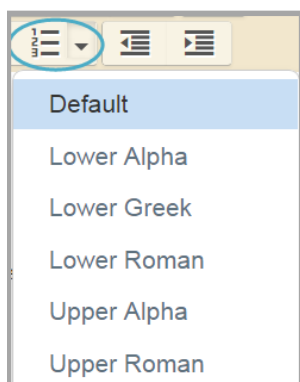 Default
Lower Alpha
Lower Greek
Lower Roman
Upper Alpha
Upper Roman